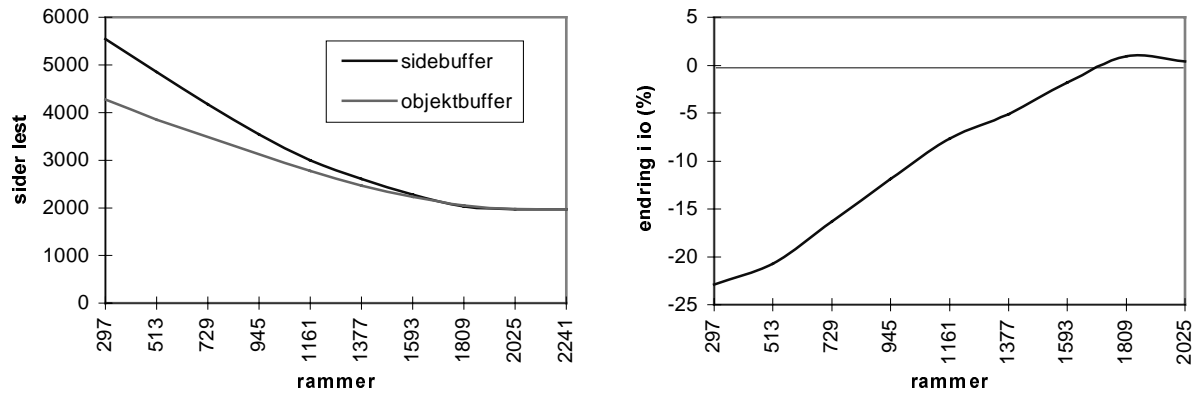 6000
5000
4000
3000
2000
1000
0
sider lest
sidebuffer
objektbuffer
297 513 729 945 1161 1377 1593 1809 2025 2241
rammer
5
0
-5
-10
-15
-20
-25
endring i io (%)
297 513 729 945 1161 1377 1593 1809 2025
rammer